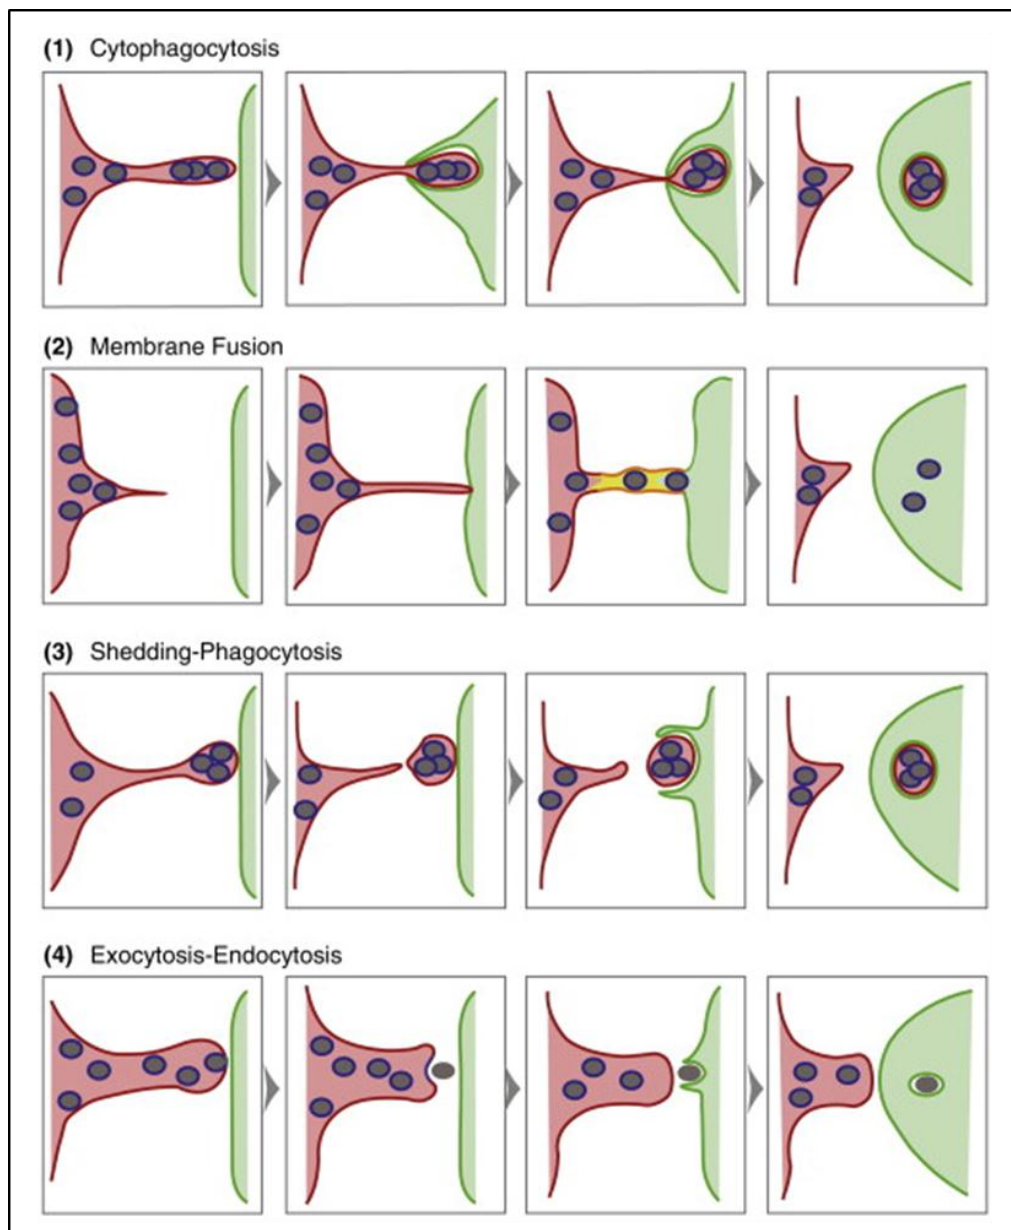 (1) Cytophagocytosis
(2) Membrane Fusion
(3) Shedding-Phagocytosis
(4) Exocytosis-Endocytosis